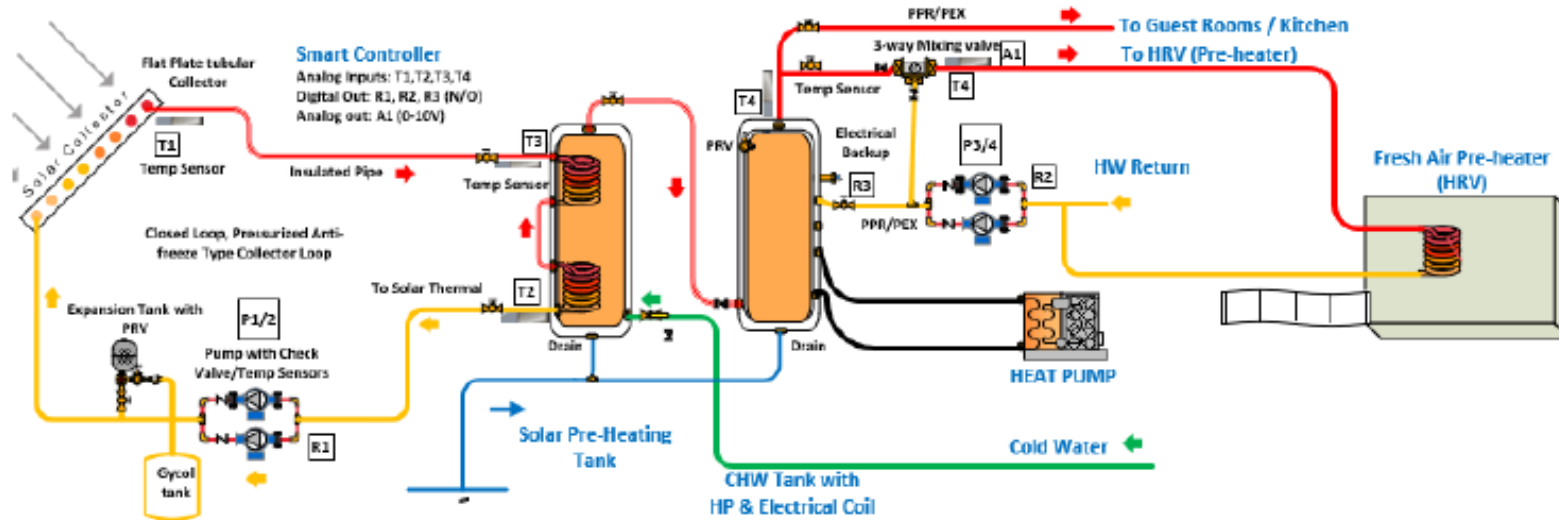 PPR/PEX
To Guest Rooms / Kitchen
3-way Mixing valve
A1
To HRV (Pre-heater)
Flat Plate tubular
Collector
Smart Controller
Analog Inputs: T1,T2,T3,T4
Digital Out: R1, R2, R3 (N/O)
Analog out: A1 (0-10V)
Solar Collector
T1
Temp Sensor
Insulated Pipe
T3
Temp Sensor
T4
Temp Sensor
T4
PRV
Electrical
Backup
R3
PPR/PEX
P3/4
R2
HW Return
Fresh Air Pre-heater
(HRV)
Closed Loop, Pressurized Anti-
freeze Type Collector Loop
To Solar Thermal
T2
Expansion Tank with
PRV
P1/2
Pump with Check
Valve/Temp Sensors
R1
Gycol
tank
Drain
Drain
HEAT PUMP
Solar Pre-Heating
Tank
Cold Water
CHW Tank with
HP & Electrical Coil